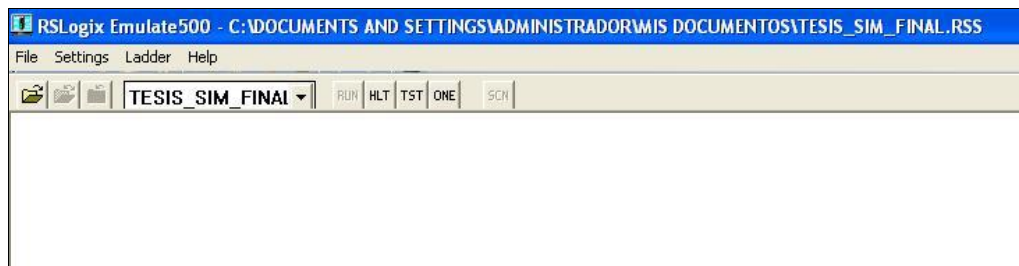 RSLogix Emulate500 - C:\DOCUMENTS AND SETTINGS\ADMINISTRADOR\MIS DOCUMENTOS\TESIS_SIM_FINAL.RSS
File Settings Ladder Help
TESIS_SIM_FINAL RUN HLT TST ONE SCN